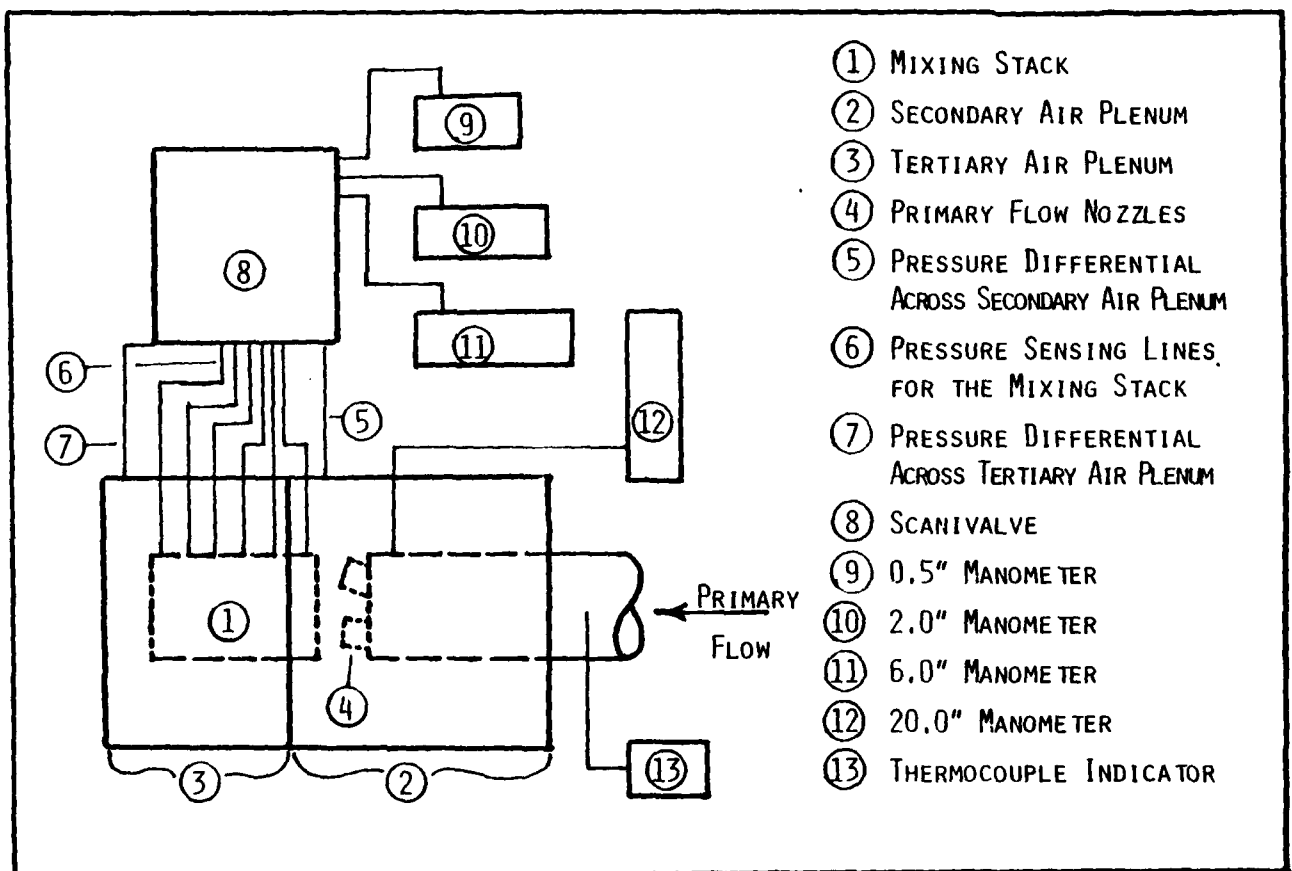 ① MIXING STACK
② SECONDARY AIR PLENUM
③ TERTIARY AIR PLENUM
④ PRIMARY FLOW NOZZLES
⑤ PRESSURE DIFFERENTIAL
ACROSS SECONDARY AIR PLENUM
⑥ PRESSURE SENSING LINES
FOR THE MIXING STACK
⑦ PRESSURE DIFFERENTIAL
ACROSS TERTIARY AIR PLENUM
⑧ SCANIVALVE
⑨ 0.5" MANOMETER
⑩ 2.0" MANOMETER
⑪ 6.0" MANOMETER
⑫ 20.0" MANOMETER
⑬ THERMOCOUPLE INDICATOR
⑨
⑩
⑧
⑪
⑥
⑤
⑫
⑦
①
PRIMARY
FLOW
④
③
②
⑬